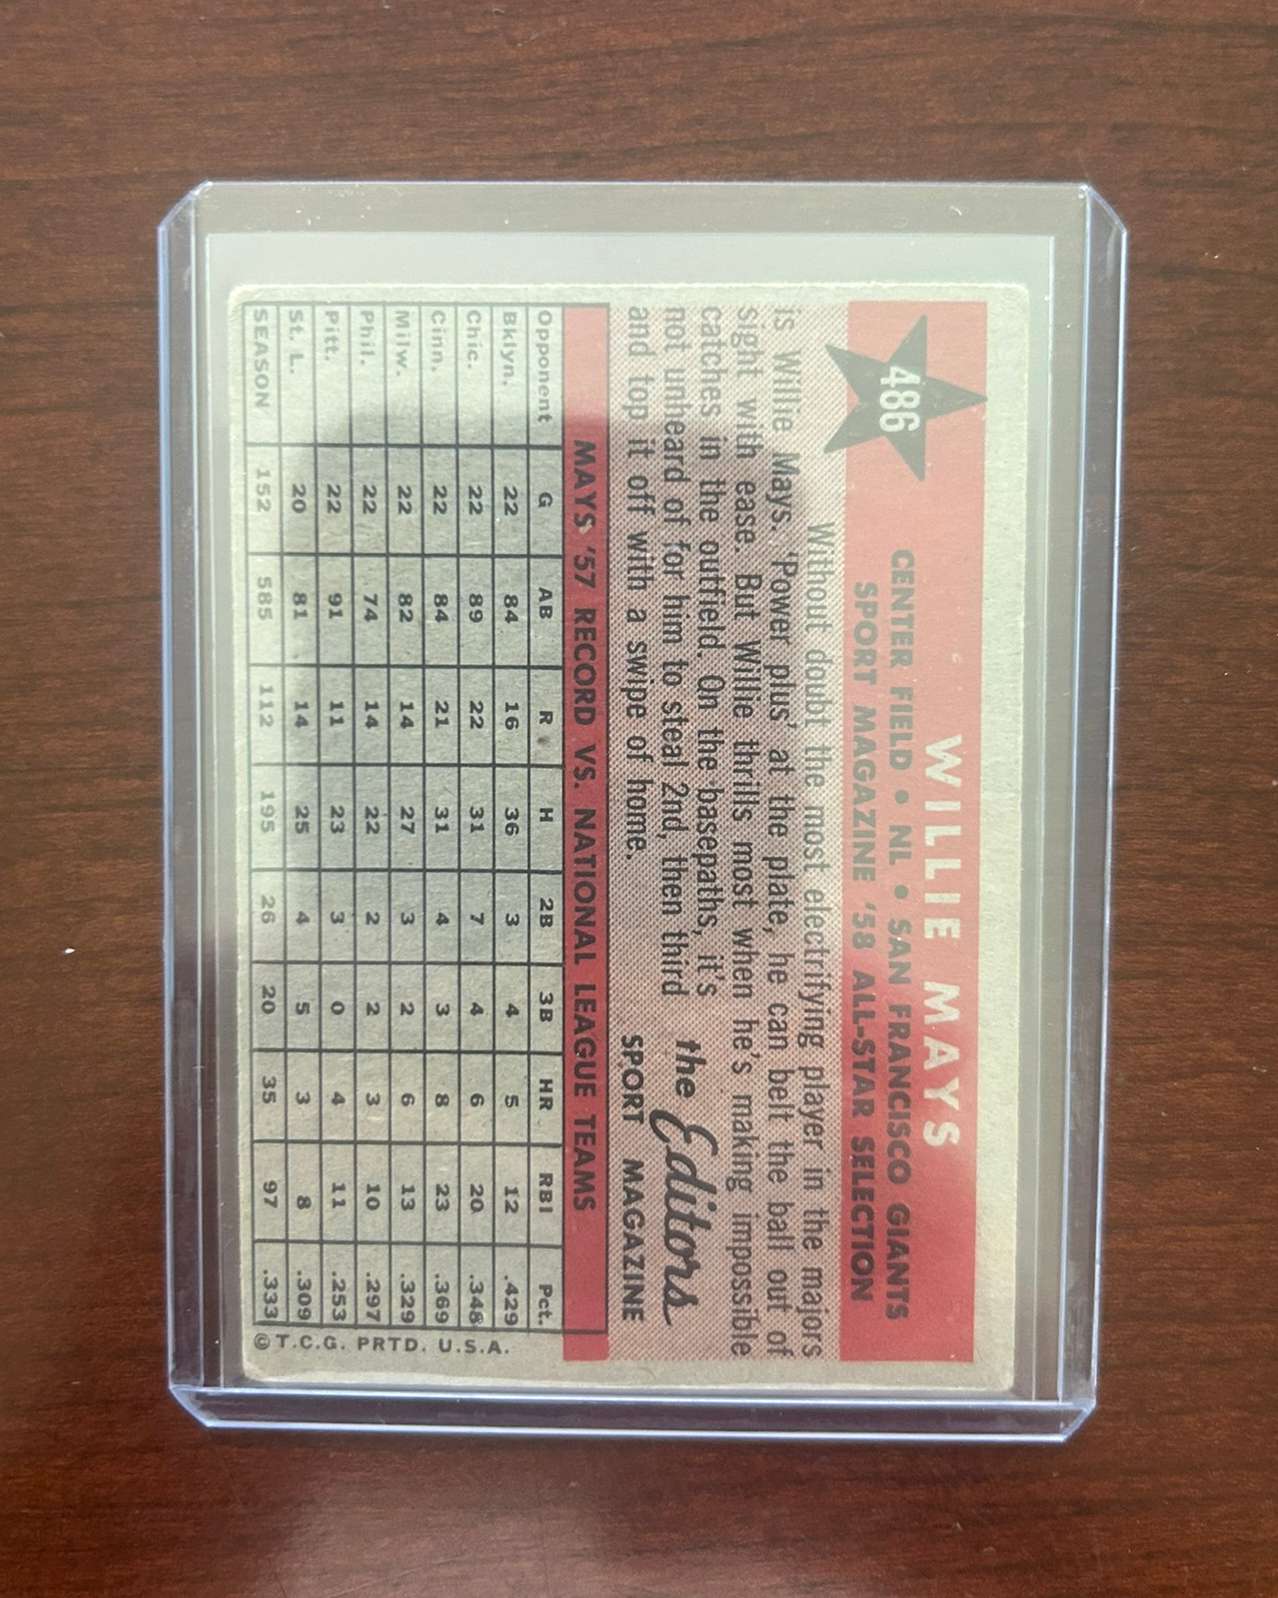 486
WILLIE MAYS
CENTER FIELD • NL • SAN FRANCISCO GIANTS
SPORT MAGAZINE '58 ALL-STAR SELECTION
Without doubt the most electrifying player in the majors
is Willie Mays. 'Power plus' at the plate, he can belt the ball out of
sight with ease. But Willie thrills most when he's making impossible
catches in the outfield. On the basepaths, it's
not unheard of for him to steal 2nd, then third
and top it off with a swipe of home.
the Editors
SPORT MAGAZINE
MAYS '57 RECORD VS. NATIONAL LEAGUE TEAMS
Opponent G AB R H 2B 3B HR RBI Pct.
Bklyn. 22 84 16 36 3 4 5 12 .429
Chic. 22 89 22 31 7 4 6 20 .348
Cinn. 22 84 21 31 4 3 8 23 .369
Milw. 22 82 14 27 3 2 6 13 .329
Phil. 22 74 14 22 2 2 3 10 .297
Pitt. 22 91 11 23 3 0 4 11 .253
St. L. 20 81 14 25 4 5 3 8 .309
SEASON 152 585 112 195 26 20 35 97 .333
© T.C.G. PRTD. U.S.A.